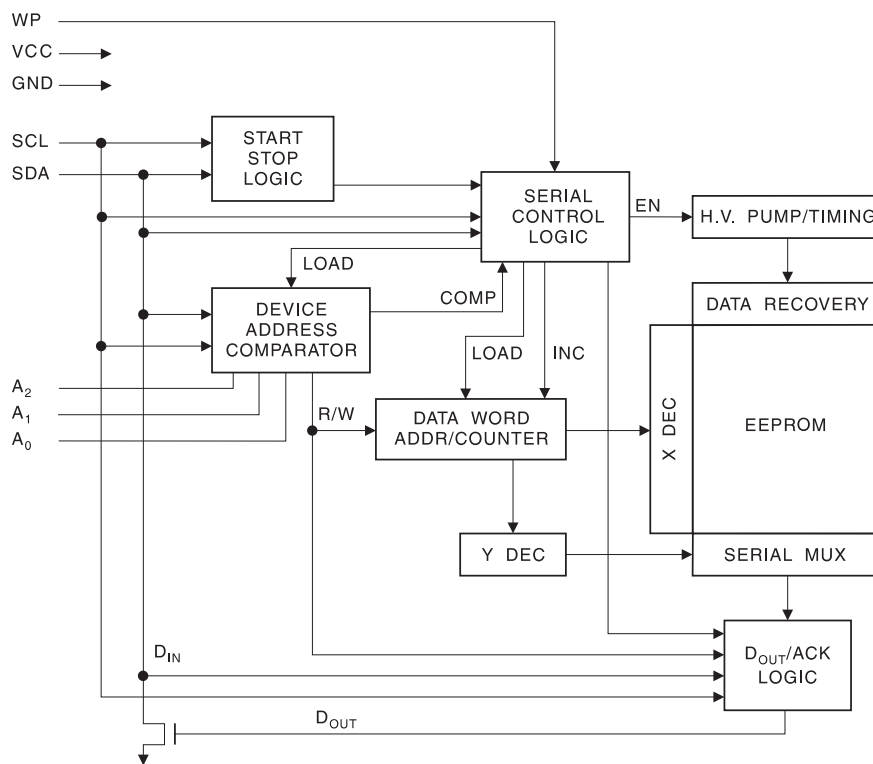 WP
VCC
GND
SCL
SDA
START
STOP
LOGIC
SERIAL
CONTROL
LOGIC
EN
H.V. PUMP/TIMING
LOAD
COMP
DATA RECOVERY
DEVICE
ADDRESS
COMPARATOR
LOAD
INC
A2
A1
A0
R/W
DATA WORD
ADDR/COUNTER
X DEC
EEPROM
Y DEC
SERIAL MUX
DIN
DOUT/ACK
LOGIC
DOUT